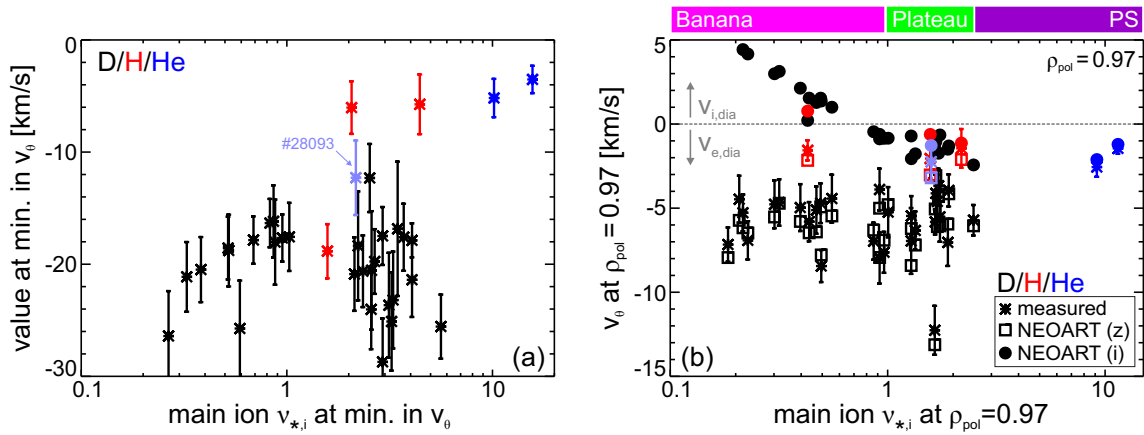 0
-10
-20
-30
value at min. in vθ [km/s]
D/H/He
#28093
(a)
0.1
1
10
main ion ν*,i at min. in vθ
Banana
Plateau
PS
5
0
-5
-10
-15
vθ at ρpol = 0.97 [km/s]
ρpol = 0.97
vi,dia
ve,dia
D/H/He
measured
NEOART (z)
NEOART (i)
(b)
0.1
1
10
main ion ν*,i at ρpol=0.97